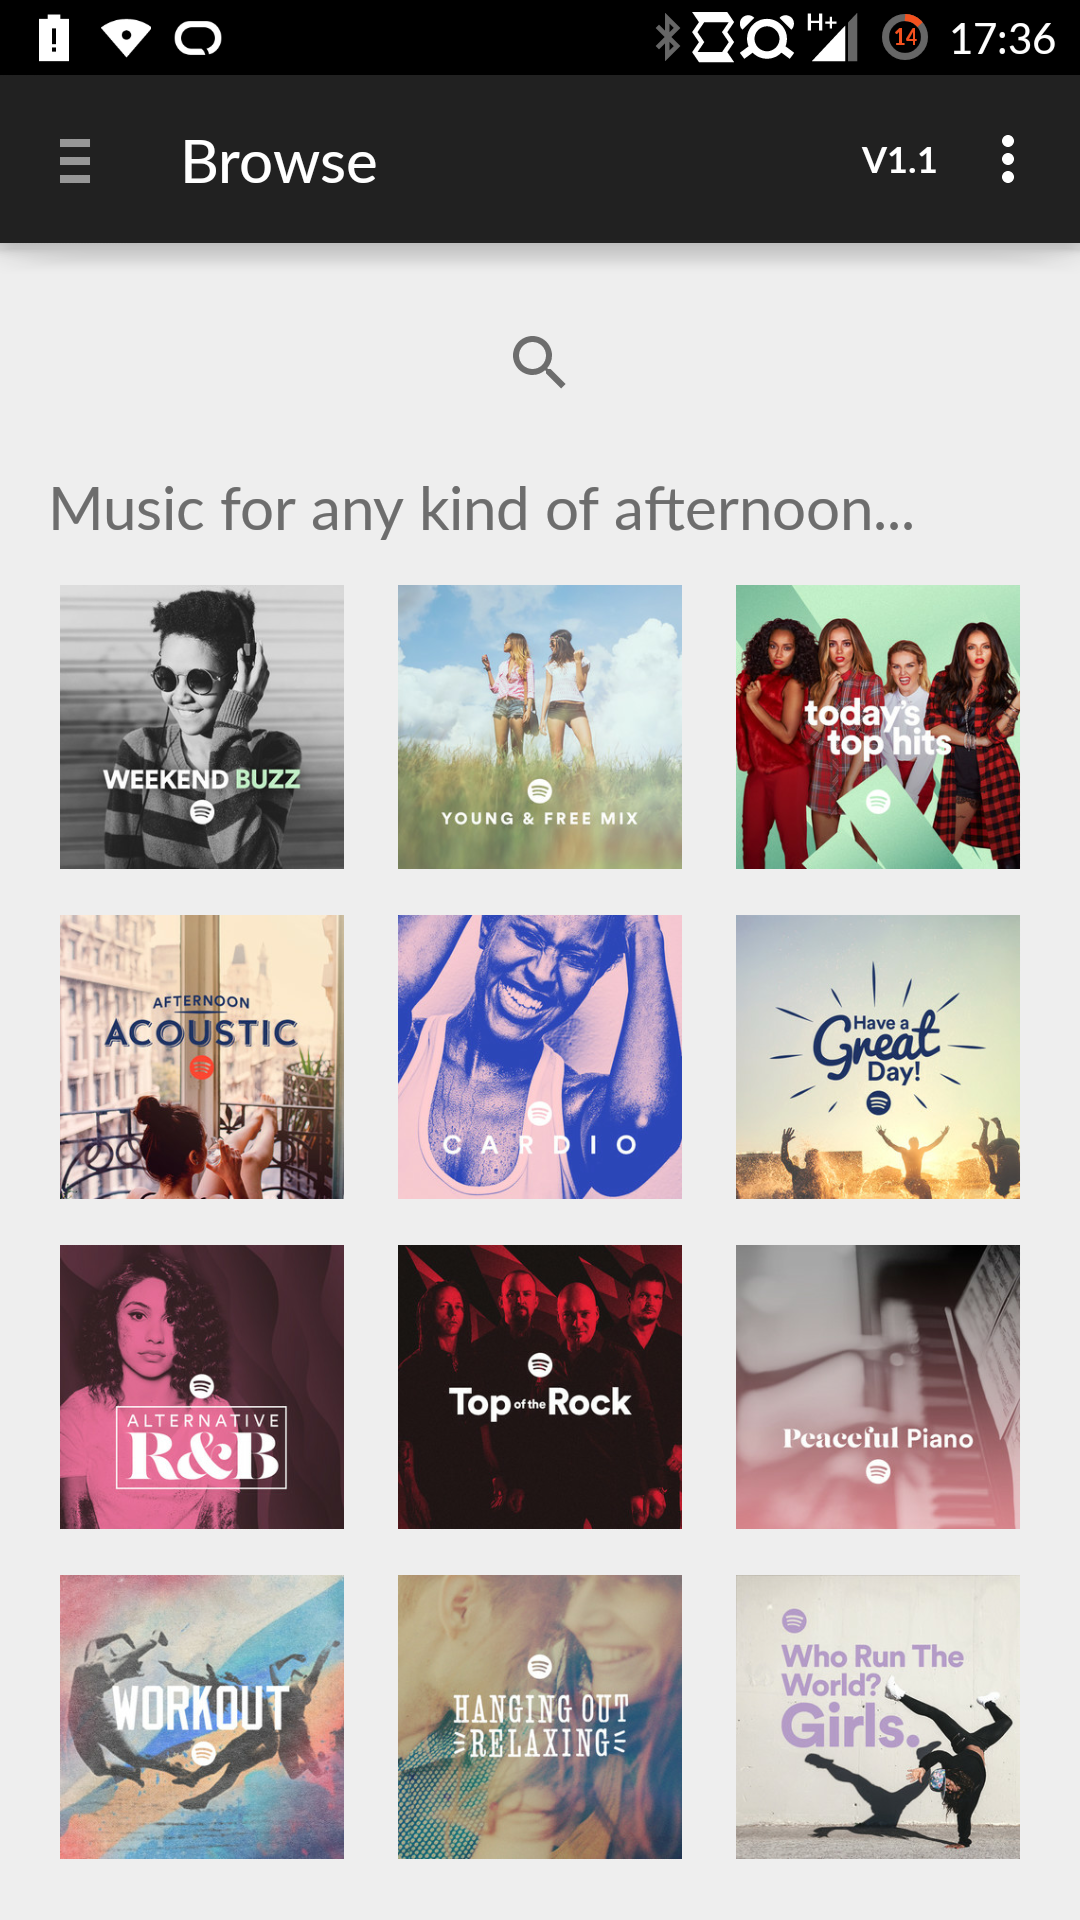 H+
14
17:36
Browse
V1.1
Music for any kind of afternoon...
WEEKEND BUZZ
YOUNG & FREE MIX
today's
top hits
AFTERNOON
ACOUSTIC
CARDIO
Have a
Great
Day!
ALTERNATIVE
R&B
Top of the Rock
Peaceful Piano
WORKOUT
HANGING OUT
RELAXING
Who Run The
World?
Girls.